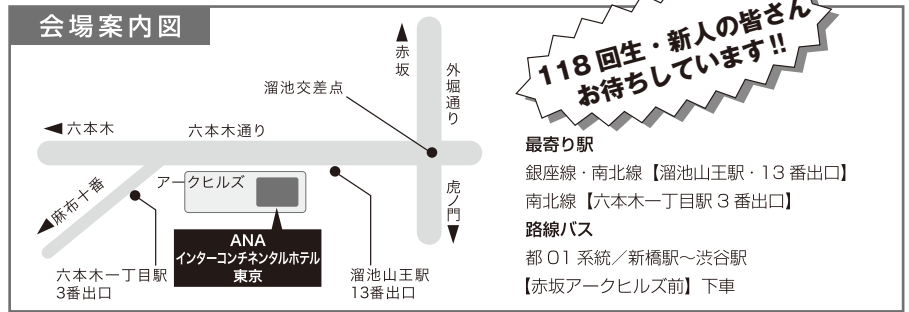 会場案内図
118回生・新人の皆さん
お待ちしています!!
赤坂
外堀通り
溜池交差点
六本木
六本木通り
アークヒルズ
麻布十番
虎ノ門
ANA
インターコンチネンタルホテル
東京
六本木一丁目駅
3番出口
溜池山王駅
13番出口
最寄り駅
銀座線・南北線【溜池山王駅・13番出口】
南北線【六本木一丁目駅3番出口】
路線バス
都01系統／新橋駅〜渋谷駅
【赤坂アークヒルズ前】下車